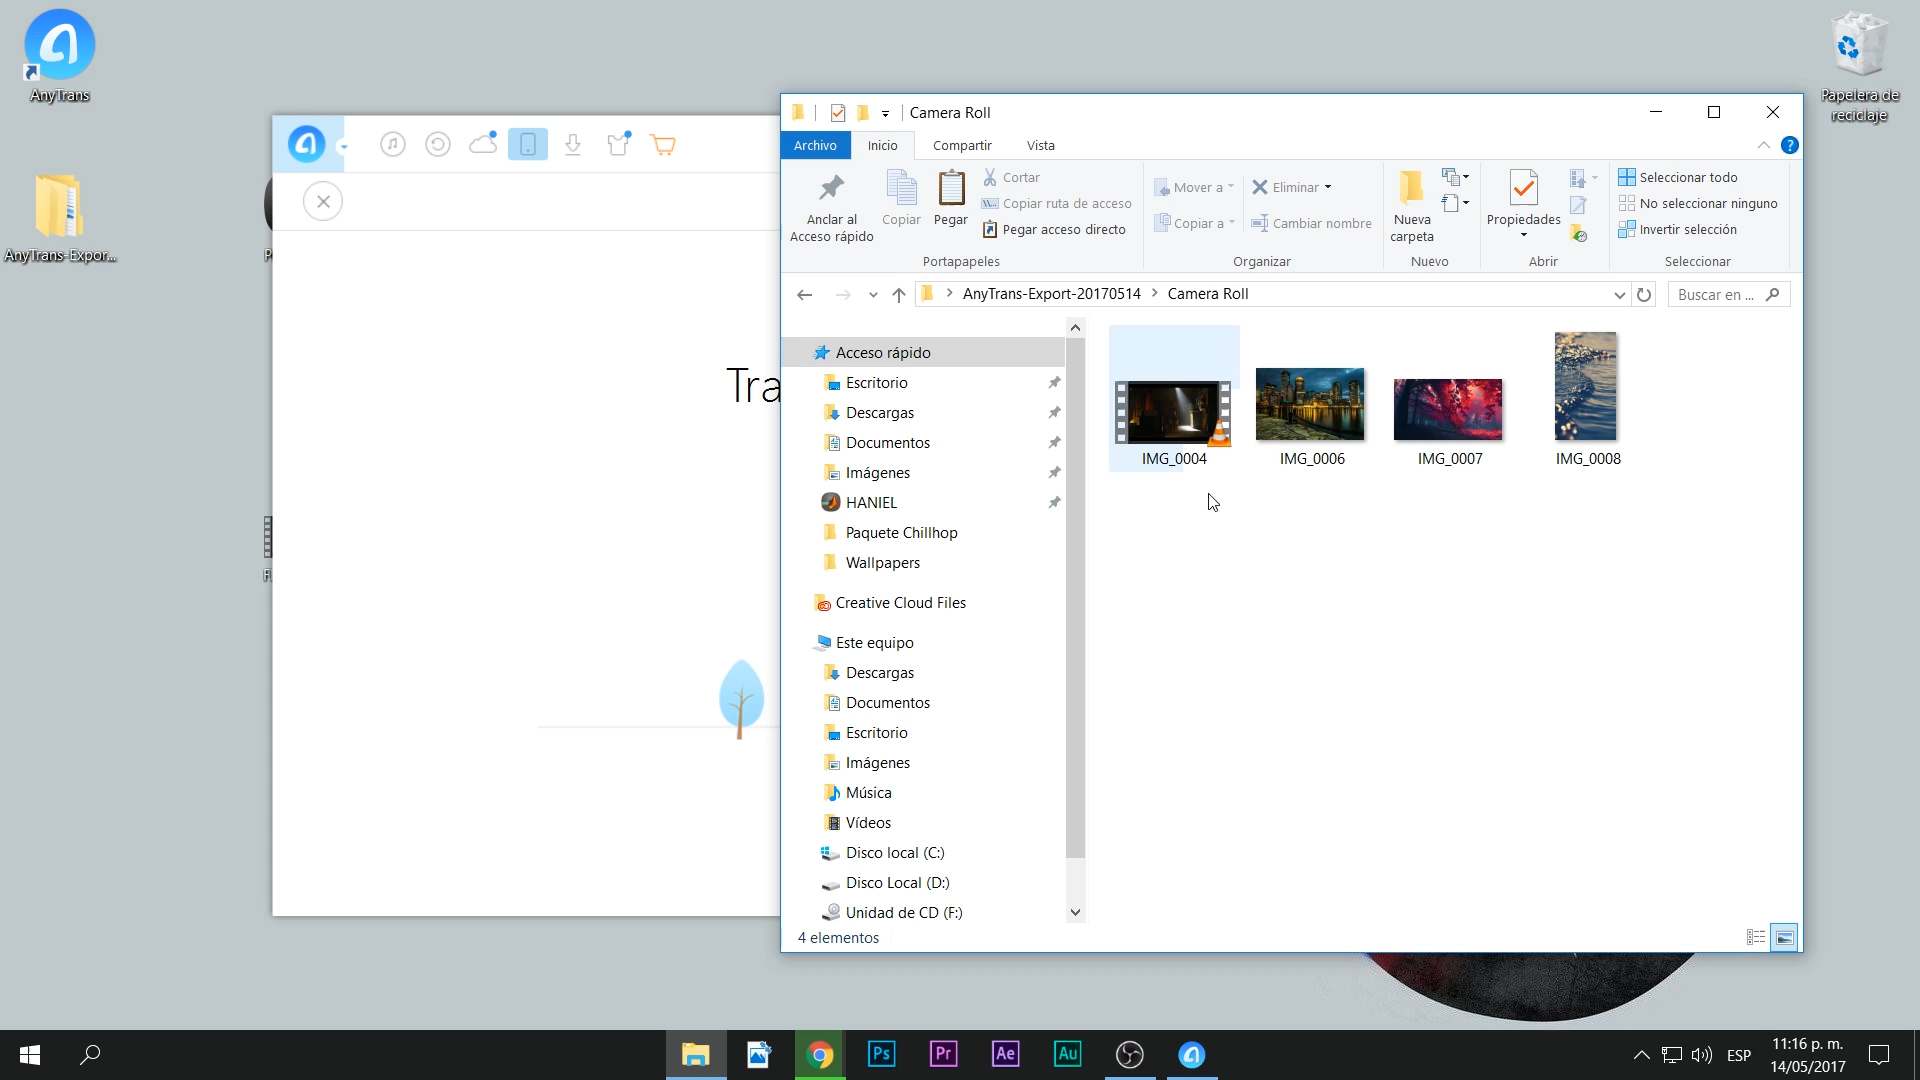 AnyTrans
AnyTrans-Expor...
Papelera de
reciclaje
Tra
Camera Roll
Archivo
Inicio
Compartir
Vista
Anclar al
Acceso rápido
Copiar
Pegar
Cortar
Copiar ruta de acceso
Pegar acceso directo
Portapapeles
Mover a
Copiar a
Eliminar
Cambiar nombre
Organizar
Nueva
carpeta
Nuevo
Propiedades
Abrir
Seleccionar todo
No seleccionar ninguno
Invertir selección
Seleccionar
AnyTrans-Export-20170514 > Camera Roll
Buscar en ...
Acceso rápido
Escritorio
Descargas
Documentos
Imágenes
HANIEL
Paquete Chillhop
Wallpapers
Creative Cloud Files
Este equipo
Descargas
Documentos
Escritorio
Imágenes
Música
Vídeos
Disco local (C:)
Disco Local (D:)
Unidad de CD (F:)
IMG_0004
IMG_0006
IMG_0007
IMG_0008
4 elementos
Ps
Pr
Ae
Au
ESP
11:16 p. m.
14/05/2017